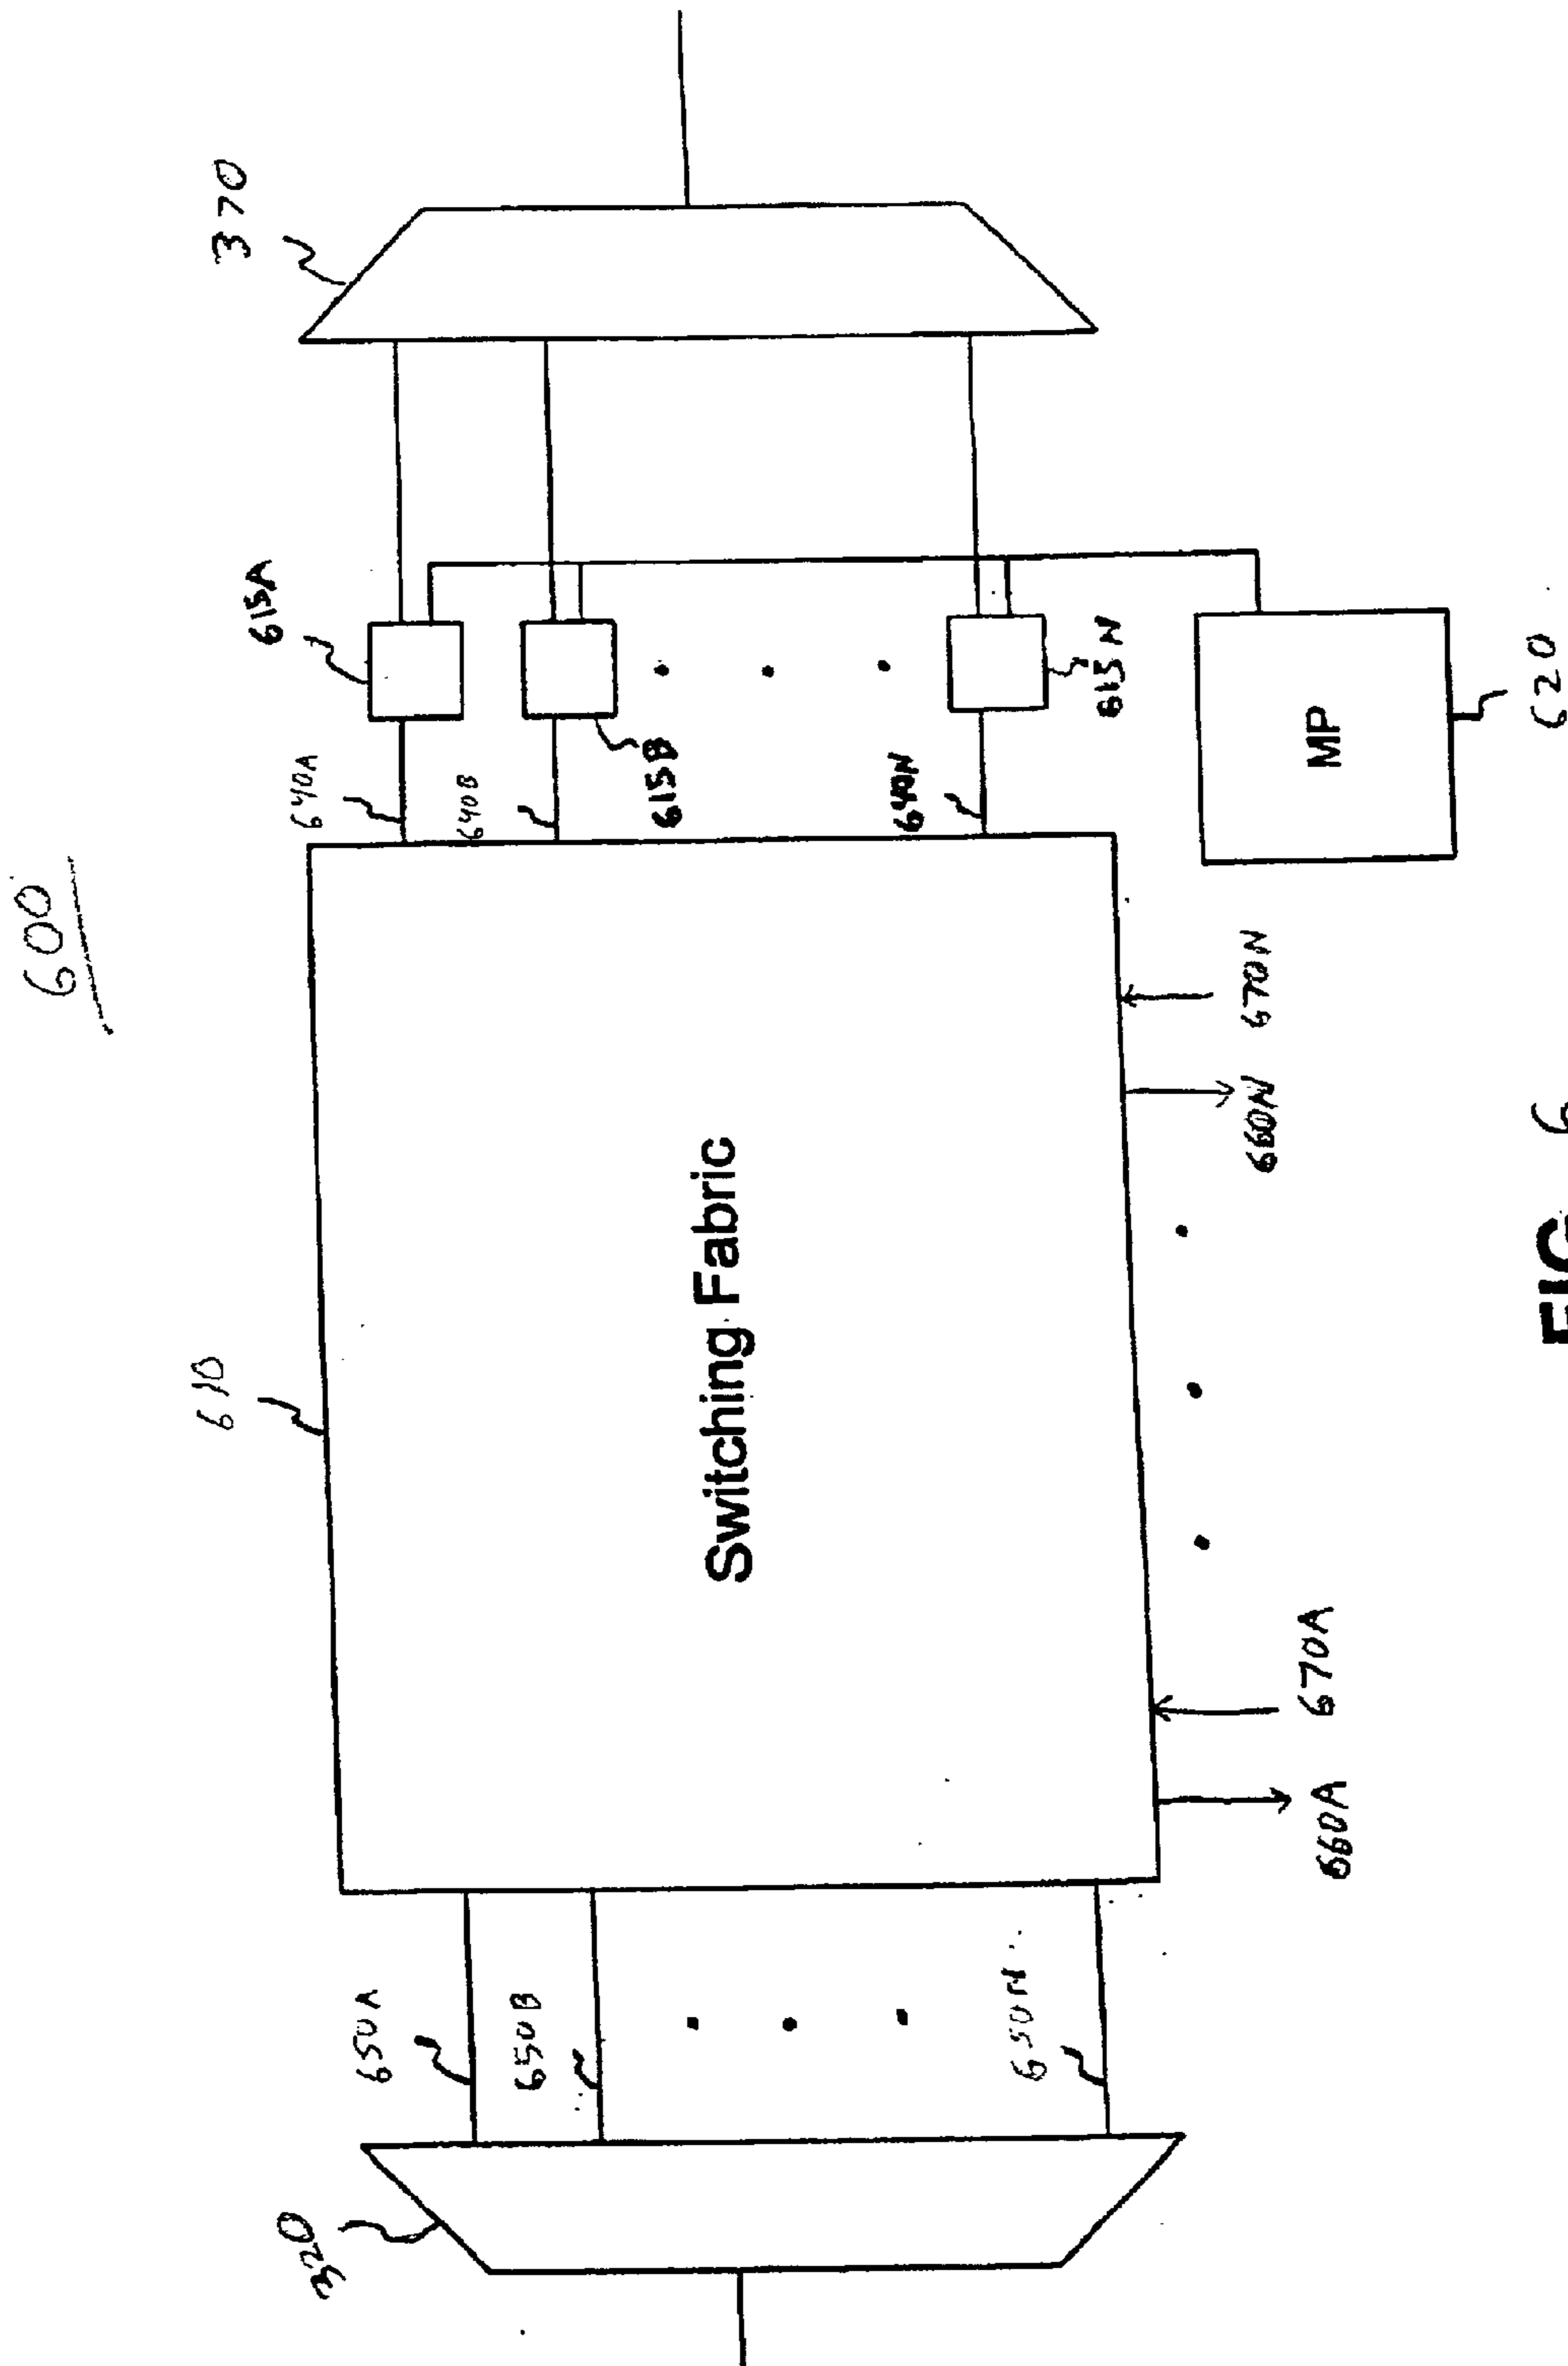 600
610
370
320
650A
650B
650N
640A
615A
640B
615B
640N
615N
Switching Fabric
MP
620
660A
670A
660N
670N
FIG. 6